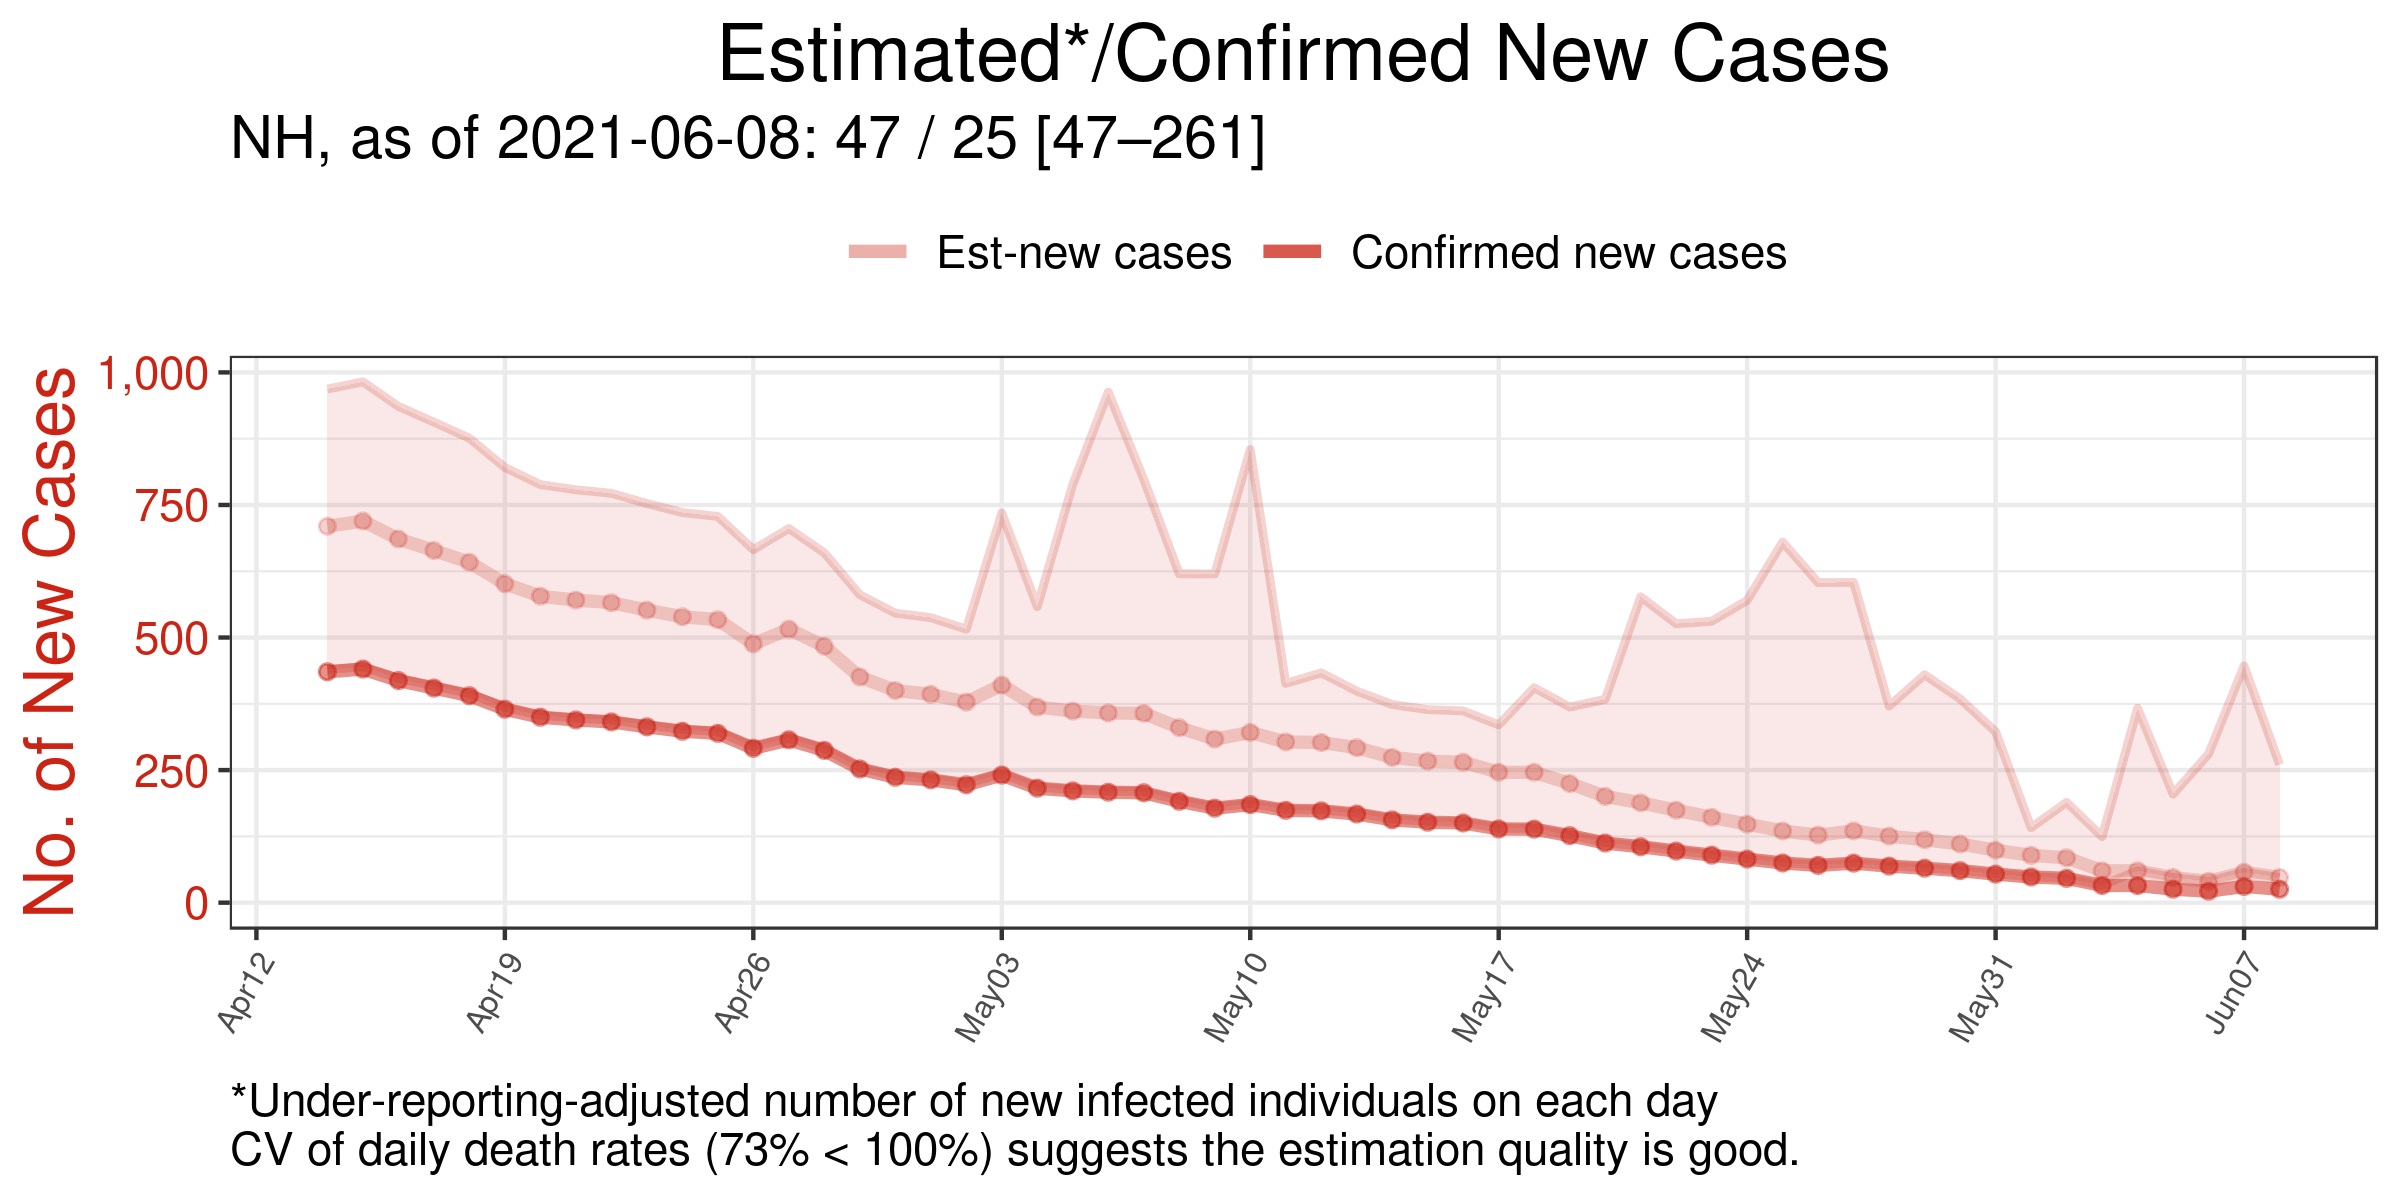 Estimated*/Confirmed New Cases
NH, as of 2021-06-08: 47 / 25 [47–261]
Est-new cases
Confirmed new cases
No. of New Cases
1,000
750
500
250
0
Apr12
Apr19
Apr26
May03
May10
May17
May24
May31
Jun07
*Under-reporting-adjusted number of new infected individuals on each day
CV of daily death rates (73% < 100%) suggests the estimation quality is good.